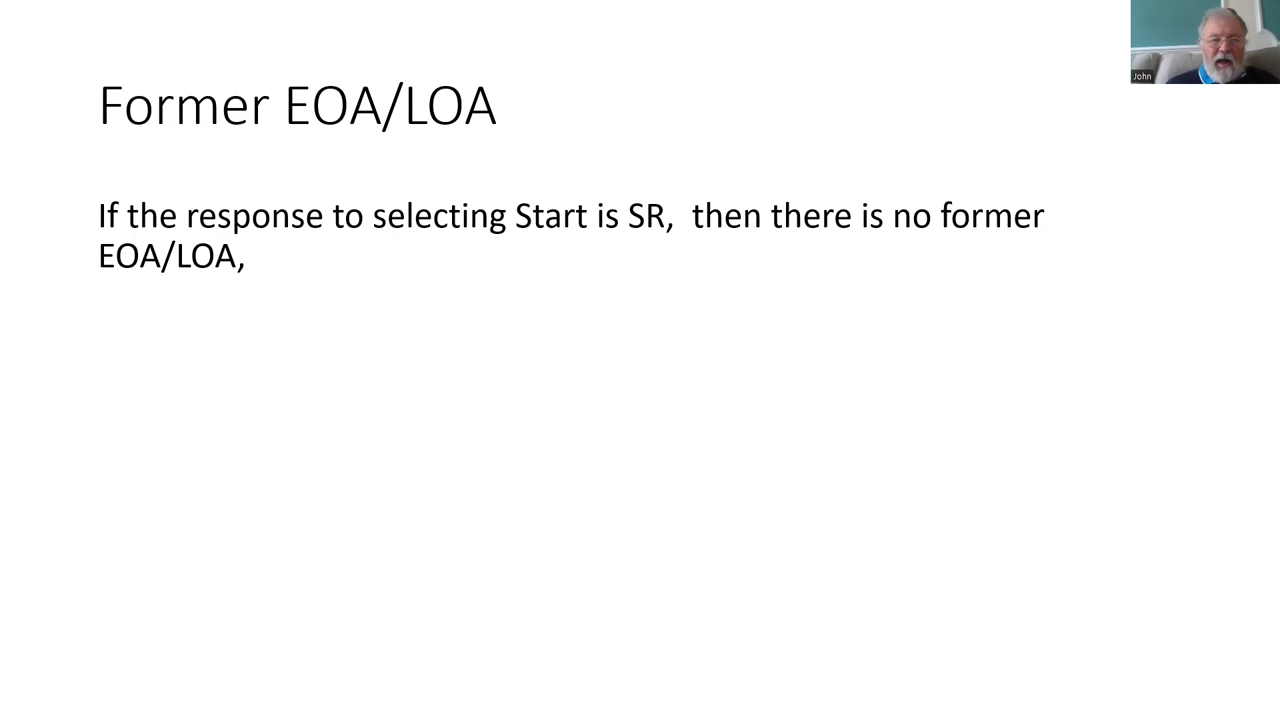 Former EOA/LOA
If the response to selecting Start is SR,  then there is no former
EOA/LOA,
John